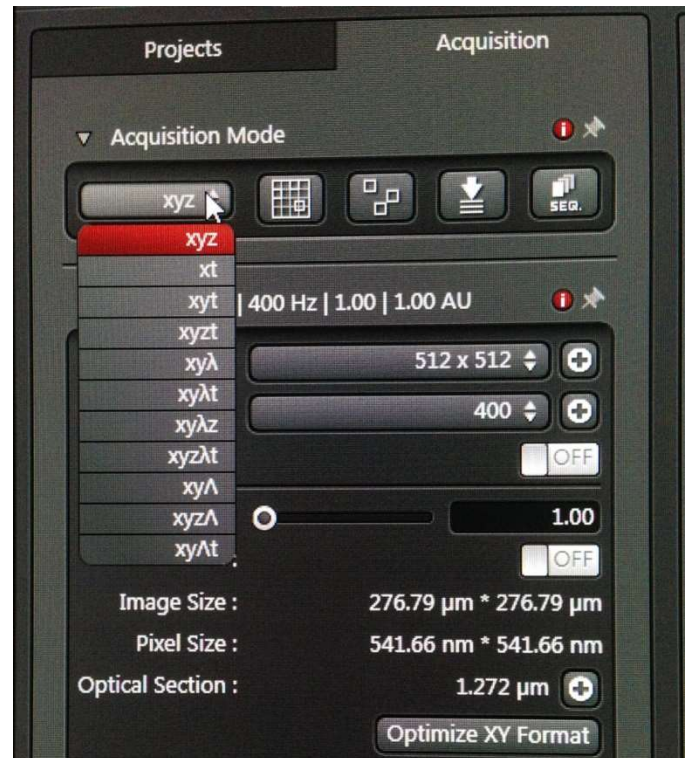 Projects Acquisition
Acquisition Mode
xyz SEQ.
xyz
xt
xyt | 400 Hz | 1.00 | 1.00 AU
xyzt
xyλ 512 x 512
xyλt
xyλz 400
xyzλt OFF
xyΛ
xyzΛ 1.00
xyΛt OFF
Image Size : 276.79 µm * 276.79 µm
Pixel Size : 541.66 nm * 541.66 nm
Optical Section : 1.272 µm
Optimize XY Format